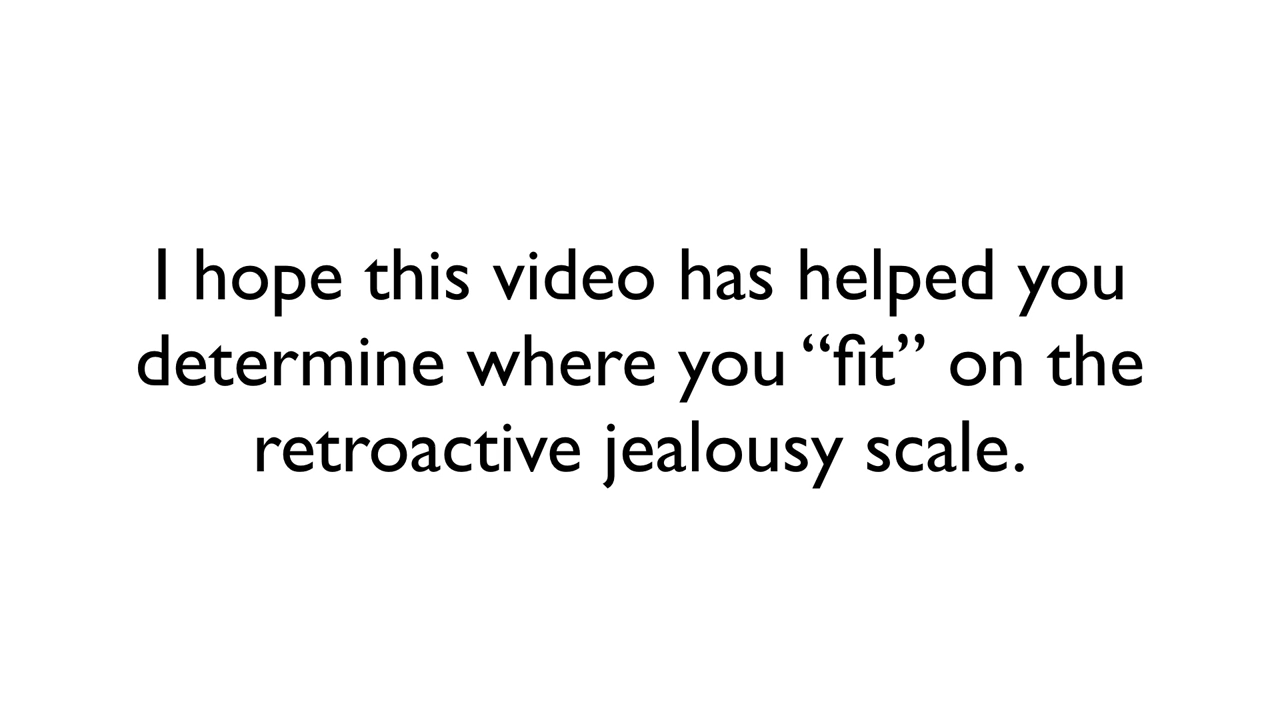 I hope this video has helped you
determine where you “fit” on the
retroactive jealousy scale.